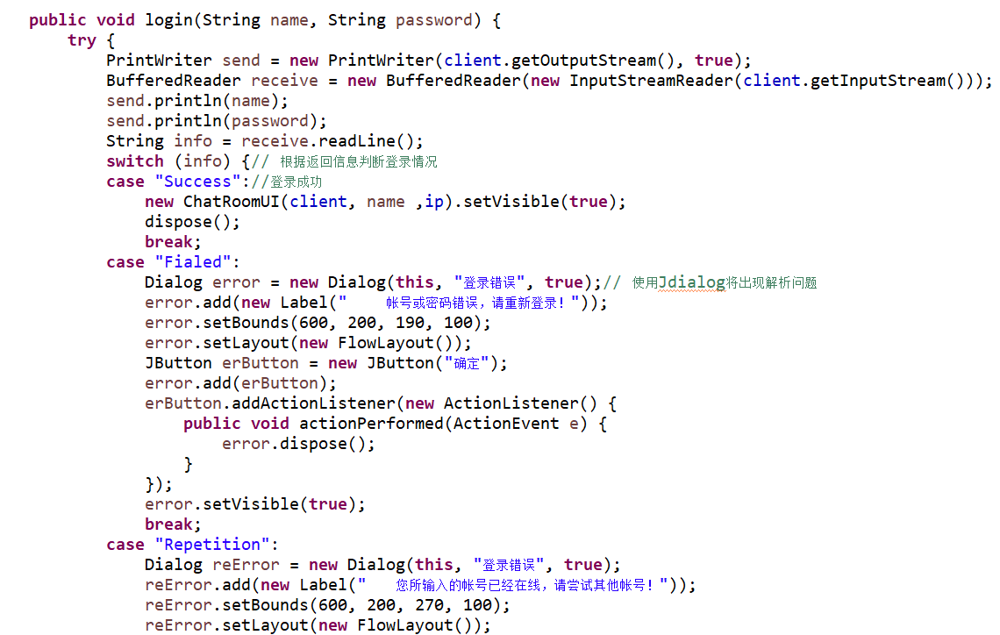 public void login(String name, String password) {
    try {
        PrintWriter send = new PrintWriter(client.getOutputStream(), true);
        BufferedReader receive = new BufferedReader(new InputStreamReader(client.getInputStream()));
        send.println(name);
        send.println(password);
        String info = receive.readLine();
        switch (info) {// 根据返回信息判断登录情况
        case "Success"://登录成功
            new ChatRoomUI(client, name ,ip).setVisible(true);
            dispose();
            break;
        case "Fialed":
            Dialog error = new Dialog(this, "登录错误", true);// 使用Jdialog将出现解析问题
            error.add(new Label("    帐号或密码错误，请重新登录！"));
            error.setBounds(600, 200, 190, 100);
            error.setLayout(new FlowLayout());
            JButton erButton = new JButton("确定");
            error.add(erButton);
            erButton.addActionListener(new ActionListener() {
                public void actionPerformed(ActionEvent e) {
                    error.dispose();
                }
            });
            error.setVisible(true);
            break;
        case "Repetition":
            Dialog reError = new Dialog(this, "登录错误", true);
            reError.add(new Label("   您所输入的帐号已经在线，请尝试其他帐号！"));
            reError.setBounds(600, 200, 270, 100);
            reError.setLayout(new FlowLayout());